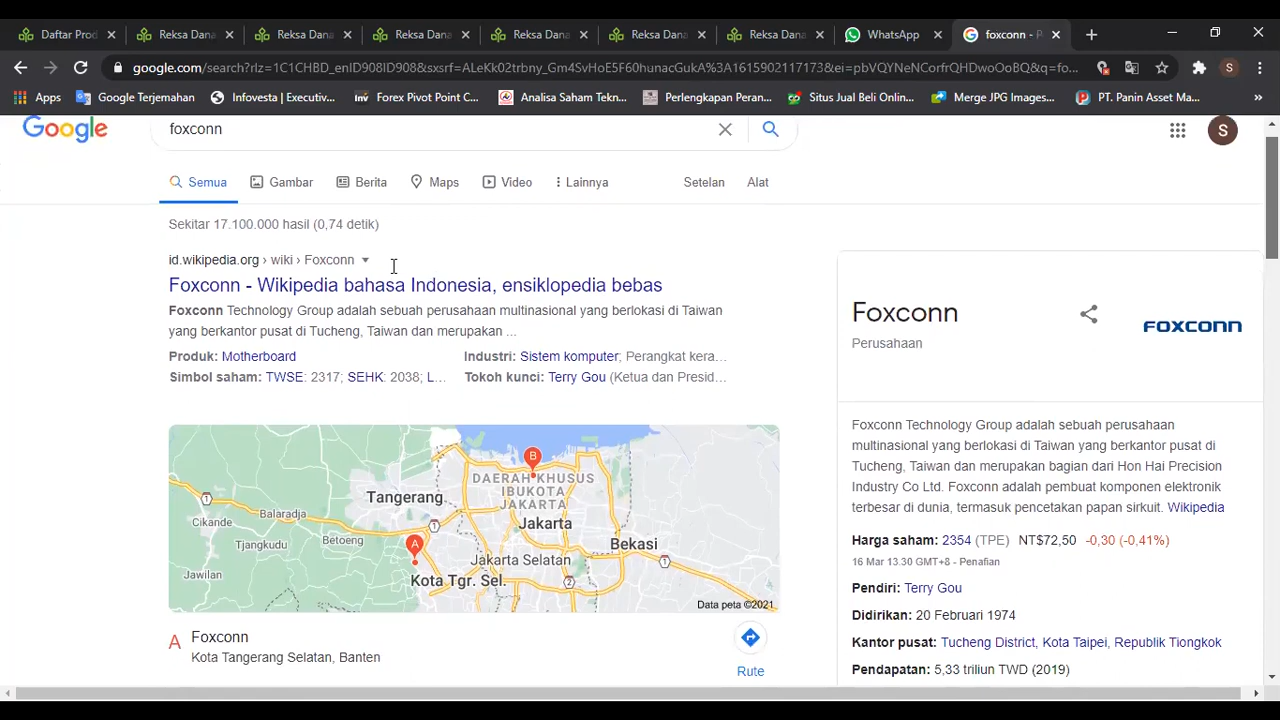 Daftar Prod
Reksa Dana
Reksa Dana
Reksa Dana
Reksa Dana
Reksa Dana
Reksa Dana
WhatsApp
foxconn - P
google.com/search?rlz=1C1CHBD_enID908ID908&sxsrf=ALeKk02trbny_Gm4SvHoE5F60hunacGukA%3A1615902117173&ei=pbVQYNeNCorfrQHDwoOoBQ&q=fo...
S
Apps
Google Terjemahan
Infovesta | Executiv...
Forex Pivot Point C...
Analisa Saham Tekn...
Perlengkapan Peran...
Situs Jual Beli Onlin...
Merge JPG Images...
PT. Panin Asset Ma...
»
Google
foxconn
S
Semua
Gambar
Berita
Maps
Video
Lainnya
Setelan
Alat
Sekitar 17.100.000 hasil (0,74 detik)
id.wikipedia.org › wiki › Foxconn
Foxconn - Wikipedia bahasa Indonesia, ensiklopedia bebas
Foxconn Technology Group adalah sebuah perusahaan multinasional yang berlokasi di Taiwan
yang berkantor pusat di Tucheng, Taiwan dan merupakan ...
Produk: Motherboard
Industri: Sistem komputer; Perangkat kera...
Simbol saham: TWSE: 2317; SEHK: 2038; L...
Tokoh kunci: Terry Gou (Ketua dan Presid...
B
DAERAH KHUSUS
IBUKOTA
JAKARTA
Tangerang
1
1
Cikande
Balaradja
Jakarta
Tjangkudu
Betoeng
A
Bekasi
Jawilan
Jakarta Selatan
1
Kota Tgr. Sel.
2
2
Data peta ©2021
A
Foxconn
Kota Tangerang Selatan, Banten
Rute
Foxconn
Perusahaan
FOXCONN
Foxconn Technology Group adalah sebuah perusahaan
multinasional yang berlokasi di Taiwan yang berkantor pusat di
Tucheng, Taiwan dan merupakan bagian dari Hon Hai Precision
Industry Co Ltd. Foxconn adalah pembuat komponen elektronik
terbesar di dunia, termasuk pencetakan papan sirkuit. Wikipedia
Harga saham: 2354 (TPE) NT$72,50 -0,30 (-0,41%)
16 Mar 13.30 GMT+8 - Penafian
Pendiri: Terry Gou
Didirikan: 20 Februari 1974
Kantor pusat: Tucheng District, Kota Taipei, Republik Tiongkok
Pendapatan: 5,33 triliun TWD (2019)